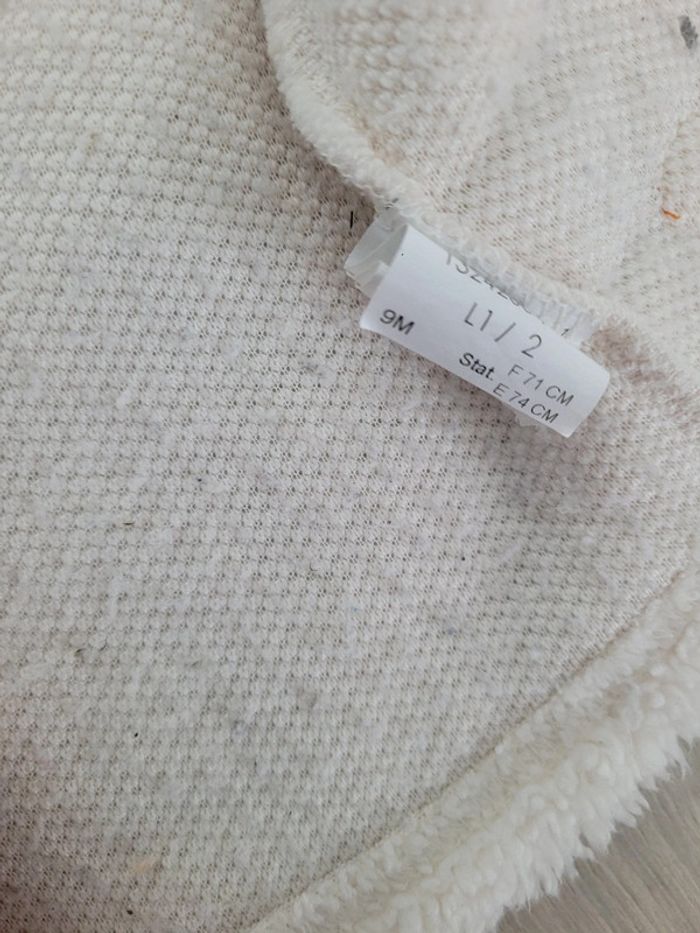 L1 / 2
9M
Stat. F 71 CM
E 74 CM